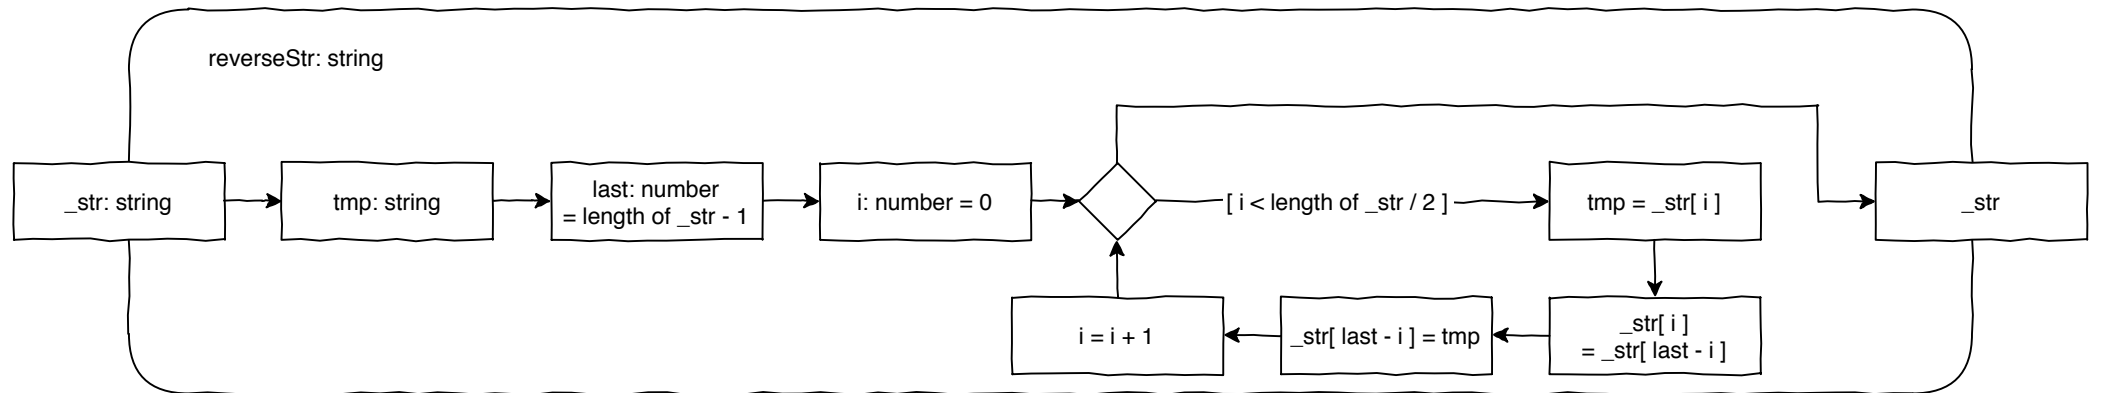 reverseStr: string
_str: string
tmp: string
last: number
= length of _str - 1
i: number = 0
[ i < length of _str / 2 ]
tmp = _str[ i ]
_str
i = i + 1
_str[ last - i ] = tmp
_str[ i ]
= _str[ last - i ]